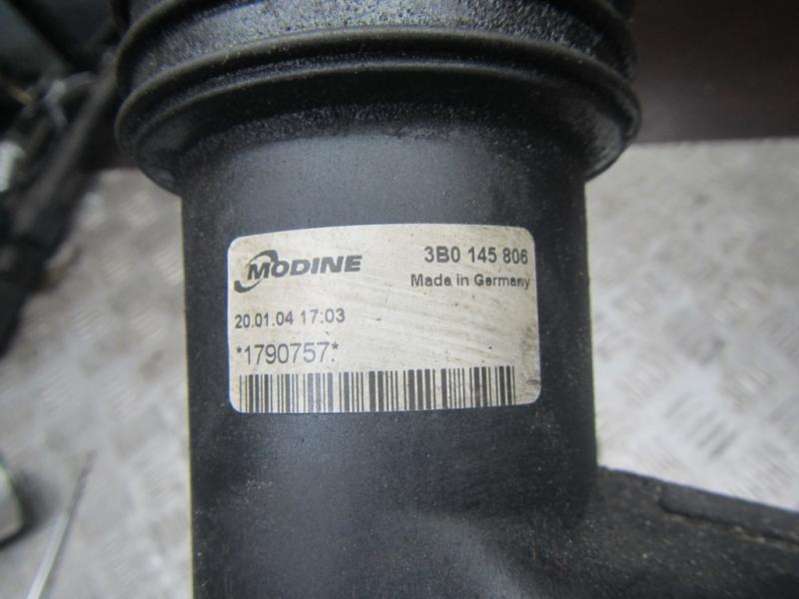 MODINE
3B0 145 806
Made in Germany
20.01.04 17:03
*1790757*